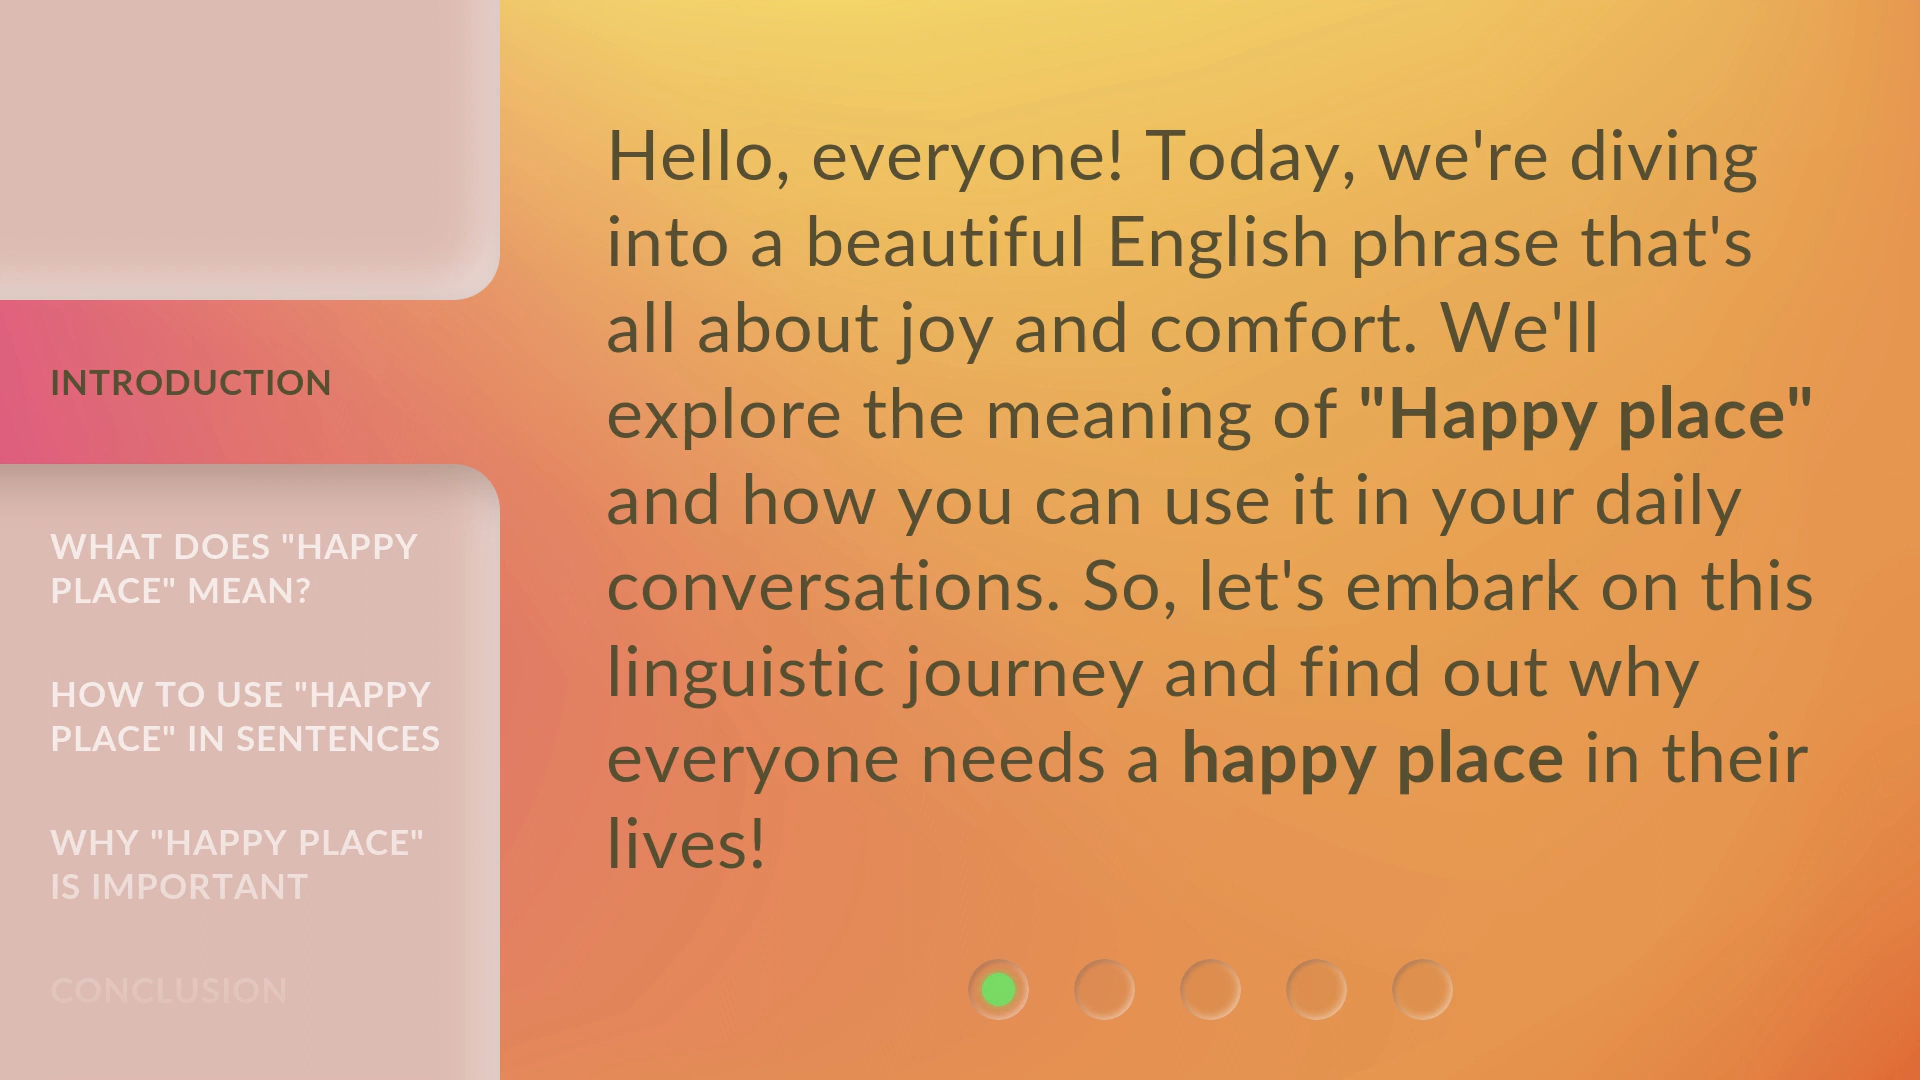 INTRODUCTION
WHAT DOES "HAPPY
PLACE" MEAN?
HOW TO USE "HAPPY
PLACE" IN SENTENCES
WHY "HAPPY PLACE"
IS IMPORTANT
CONCLUSION
Hello, everyone! Today, we're diving
into a beautiful English phrase that's
all about joy and comfort. We'll
explore the meaning of "Happy place"
and how you can use it in your daily
conversations. So, let's embark on this
linguistic journey and find out why
everyone needs a happy place in their
lives!